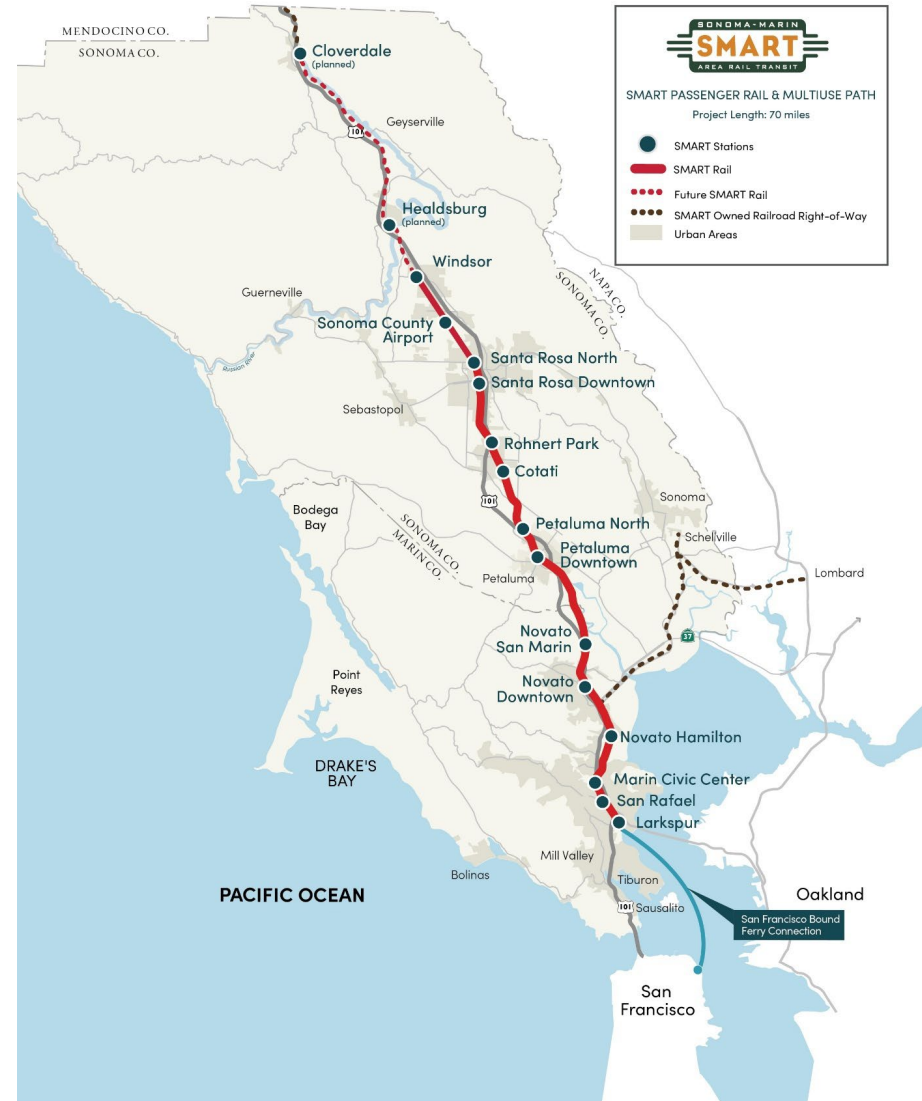 MENDOCINO CO.
SONOMA CO.
Cloverdale
(planned)
Geyserville
101
Healdsburg
(planned)
Windsor
Guerneville
Sonoma County
Airport
Russian River
NAPA CO.
SONOMA CO.
Santa Rosa North
Santa Rosa Downtown
Sebastopol
Rohnert Park
Cotati
101
Sonoma
Bodega
Bay
SONOMA CO.
MARIN CO.
Petaluma North
Petaluma
Downtown
Petaluma
Schellville
Lombard
37
Novato
San Marin
Novato
Downtown
Point
Reyes
Novato Hamilton
DRAKE'S
BAY
Marin Civic Center
San Rafael
Larkspur
Mill Valley
Bolinas
Tiburon
PACIFIC OCEAN
101
Sausalito
Oakland
San Francisco Bound
Ferry Connection
San
Francisco
SONOMA-MARIN
SMART
AREA RAIL TRANSIT
SMART PASSENGER RAIL & MULTIUSE PATH
Project Length: 70 miles
SMART Stations
SMART Rail
Future SMART Rail
SMART Owned Railroad Right-of-Way
Urban Areas